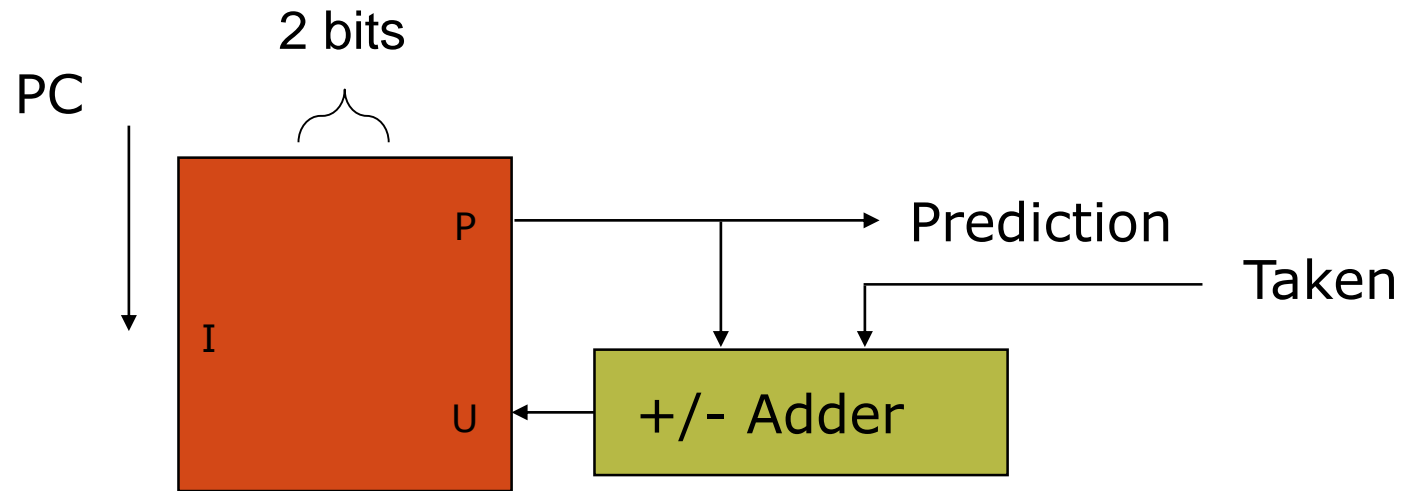 2 bits
PC
P
Prediction
Taken
I
U
+/- Adder